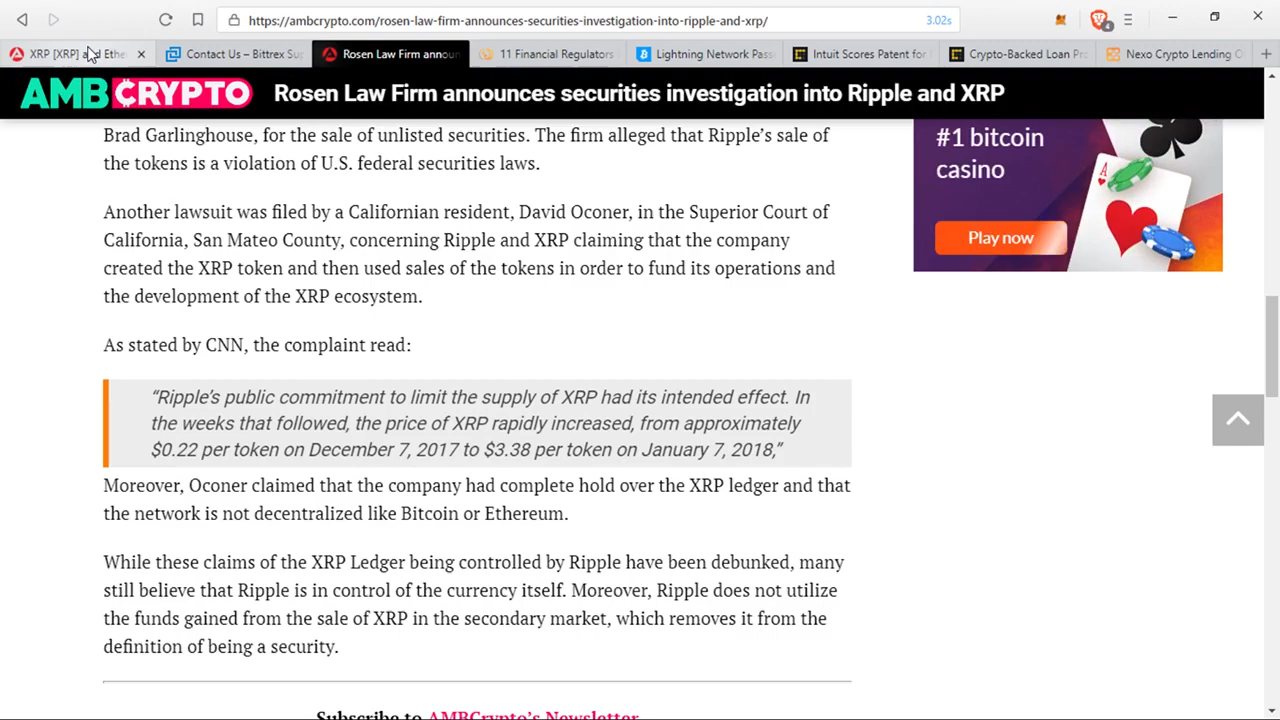 https://ambcrypto.com/rosen-law-firm-announces-securities-investigation-into-ripple-and-xrp/
3.02s
4
XRP [XRP] and Ethe
Contact Us – Bittrex Sup
Rosen Law Firm announ
11 Financial Regulators
Lightning Network Pass
Intuit Scores Patent for
Crypto-Backed Loan Pr
Nexo Crypto Lending C
AMBCRYPTO
Rosen Law Firm announces securities investigation into Ripple and XRP
Brad Garlinghouse, for the sale of unlisted securities. The firm alleged that Ripple's sale of
the tokens is a violation of U.S. federal securities laws.
Another lawsuit was filed by a Californian resident, David Oconer, in the Superior Court of
California, San Mateo County, concerning Ripple and XRP claiming that the company
created the XRP token and then used sales of the tokens in order to fund its operations and
the development of the XRP ecosystem.
As stated by CNN, the complaint read:
“Ripple’s public commitment to limit the supply of XRP had its intended effect. In
the weeks that followed, the price of XRP rapidly increased, from approximately
$0.22 per token on December 7, 2017 to $3.38 per token on January 7, 2018,”
Moreover, Oconer claimed that the company had complete hold over the XRP ledger and that
the network is not decentralized like Bitcoin or Ethereum.
While these claims of the XRP Ledger being controlled by Ripple have been debunked, many
still believe that Ripple is in control of the currency itself. Moreover, Ripple does not utilize
the funds gained from the sale of XRP in the secondary market, which removes it from the
definition of being a security.
Subscribe to AMBCrypto's Newsletter
#1 bitcoin
casino
A
Play now